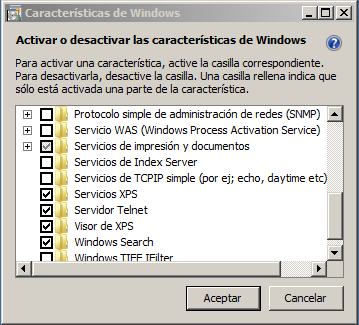 Características de Windows
Activar o desactivar las características de Windows
Para activar una característica, active la casilla correspondiente.
Para desactivarla, desactive la casilla. Una casilla rellena indica que
sólo está activada una parte de la característica.
Protocolo simple de administración de redes (SNMP)
Servicio WAS (Windows Process Activation Service)
Servicios de impresión y documentos
Servicios de Index Server
Servicios de TCPIP simple (por ej; echo, daytime etc)
Servicios XPS
Servidor Telnet
Visor de XPS
Windows Search
Windows TIFF IFilter
Aceptar
Cancelar